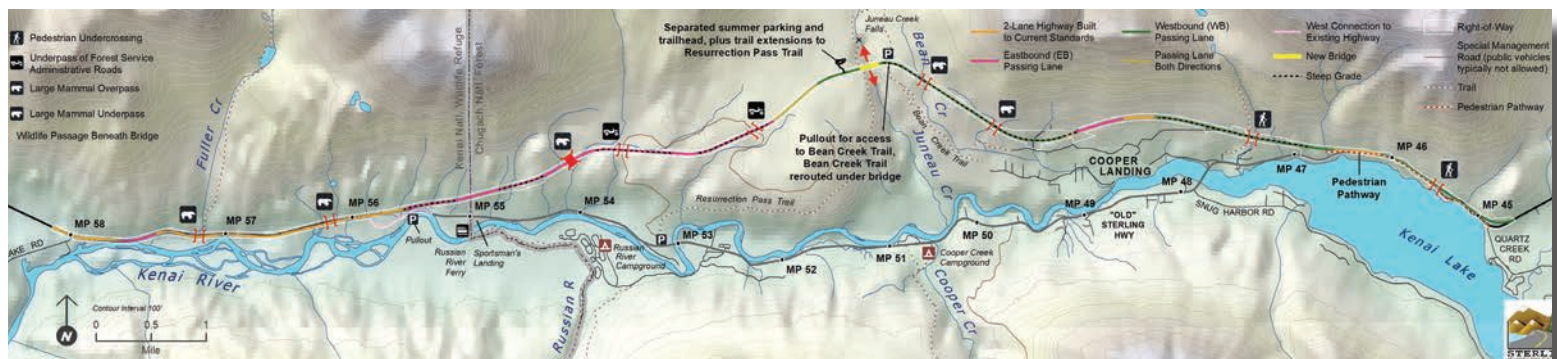 Pedestrian Undercrossing
Underpass of Forest Service
Administrative Roads
Large Mammal Overpass
Large Mammal Underpass
Wildlife Passage Beneath Bridge
Fuller Cr
Kenai Natl. Wildlife Refuge
Chugach Natl. Forest
Separated summer parking and
trailhead, plus trail extensions to
Resurrection Pass Trail
Juneau Creek
Falls
Bean Cr
P
2-Lane Highway Built
to Current Standards
Eastbound (EB)
Passing Lane
Westbound (WB)
Passing Lane
Passing Lane
Both Directions
West Connection to
Existing Highway
New Bridge
Steep Grade
Right-of-Way
Special Management
Road (public vehicles
typically not allowed)
Trail
Pedestrian Pathway
Pullout for access
to Bean Creek Trail,
Bean Creek Trail
rerouted under bridge
Bean Creek Trail
Juneau Cr
COOPER
LANDING
MP 58
MP 57
MP 56
MP 55
MP 54
MP 53
MP 52
MP 51
MP 50
MP 49
MP 48
MP 47
MP 46
MP 45
Pedestrian
Pathway
Resurrection Pass Trail
LAKE RD
Kenai River
P
Pullout
Russian
River
Ferry
Sportsman's
Landing
Russian
River
Campground
P
Russian R
Cooper Creek
Campground
Cooper Cr
"OLD"
STERLING
HWY
SNUG HARBOR RD
Kenai Lake
QUARTZ
CREEK
RD
N
Contour Interval 100'
0 0.5 1
Mile
STERL